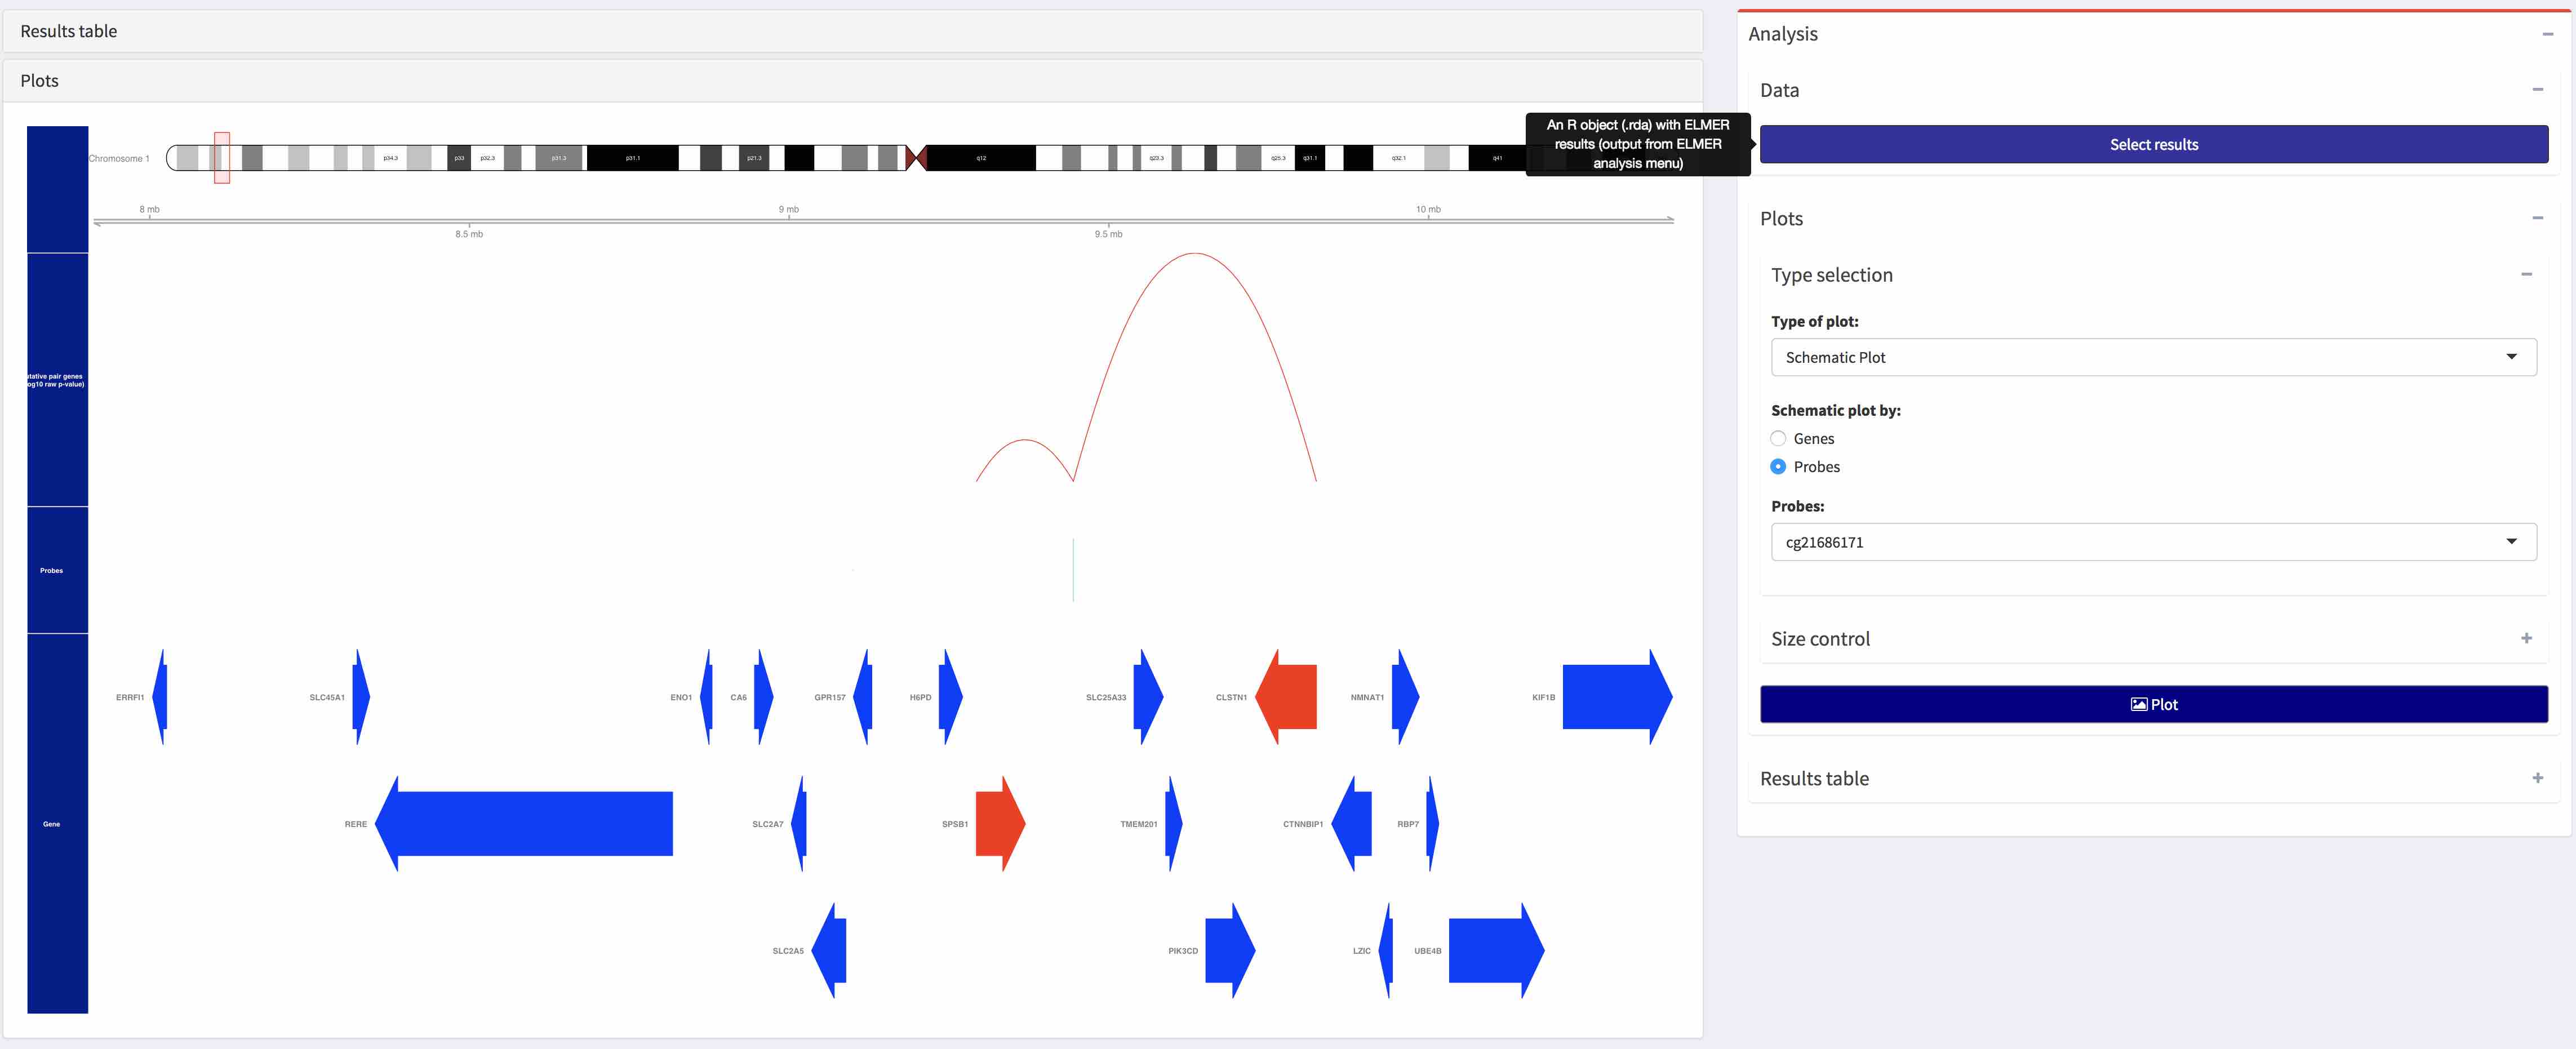 Results table
Plots
Chromosome 1
p34.3
p33
p32.3
p31.3
p31.1
p21.3
q12
q23.3
q25.3
q31.1
q32.1
q41
8 mb
9 mb
10 mb
8.5 mb
9.5 mb
pair genes
raw p-value)
Probes
Gene
ERRFI1
SLC45A1
ENO1
CA6
GPR157
H6PD
SLC25A33
CLSTN1
NMNAT1
KIF1B
RERE
SLC2A7
SPSB1
TMEM201
CTNNBIP1
RBP7
SLC2A5
PIK3CD
LZIC
UBE4B
An R object (.rda) with ELMER
results (output from ELMER
analysis menu)
Analysis
Data
Select results
Plots
Type selection
Type of plot:
Schematic Plot
Schematic plot by:
Genes
Probes
Probes:
cg21686171
Size control
Plot
Results table